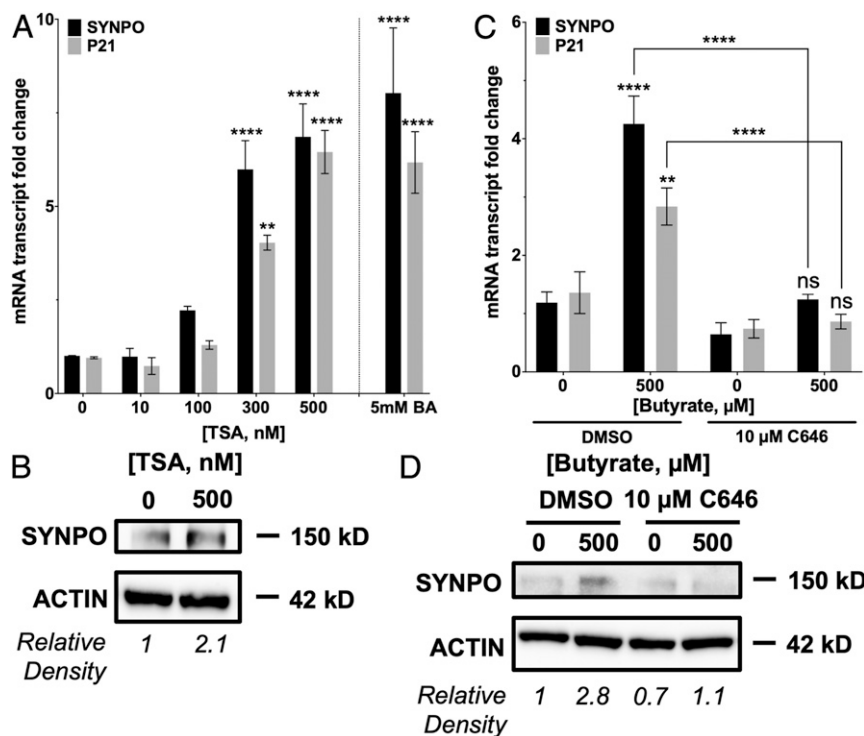 A
SYNPO
P21
mRNA transcript fold change
10
5
0
****
**
****
****
****
****
0 10 100 300 500 5mM BA
[TSA, nM]
B
[TSA, nM]
0 500
SYNPO
150 kD
ACTIN
42 kD
Relative Density
1 2.1
C
SYNPO
P21
mRNA transcript fold change
6
4
2
0
****
****
****
**
ns
ns
0 500 0 500
[Butyrate, µM]
DMSO
10 µM C646
D
[Butyrate, µM]
DMSO 10 µM C646
0 500 0 500
SYNPO
150 kD
ACTIN
42 kD
Relative
Density
1 2.8 0.7 1.1